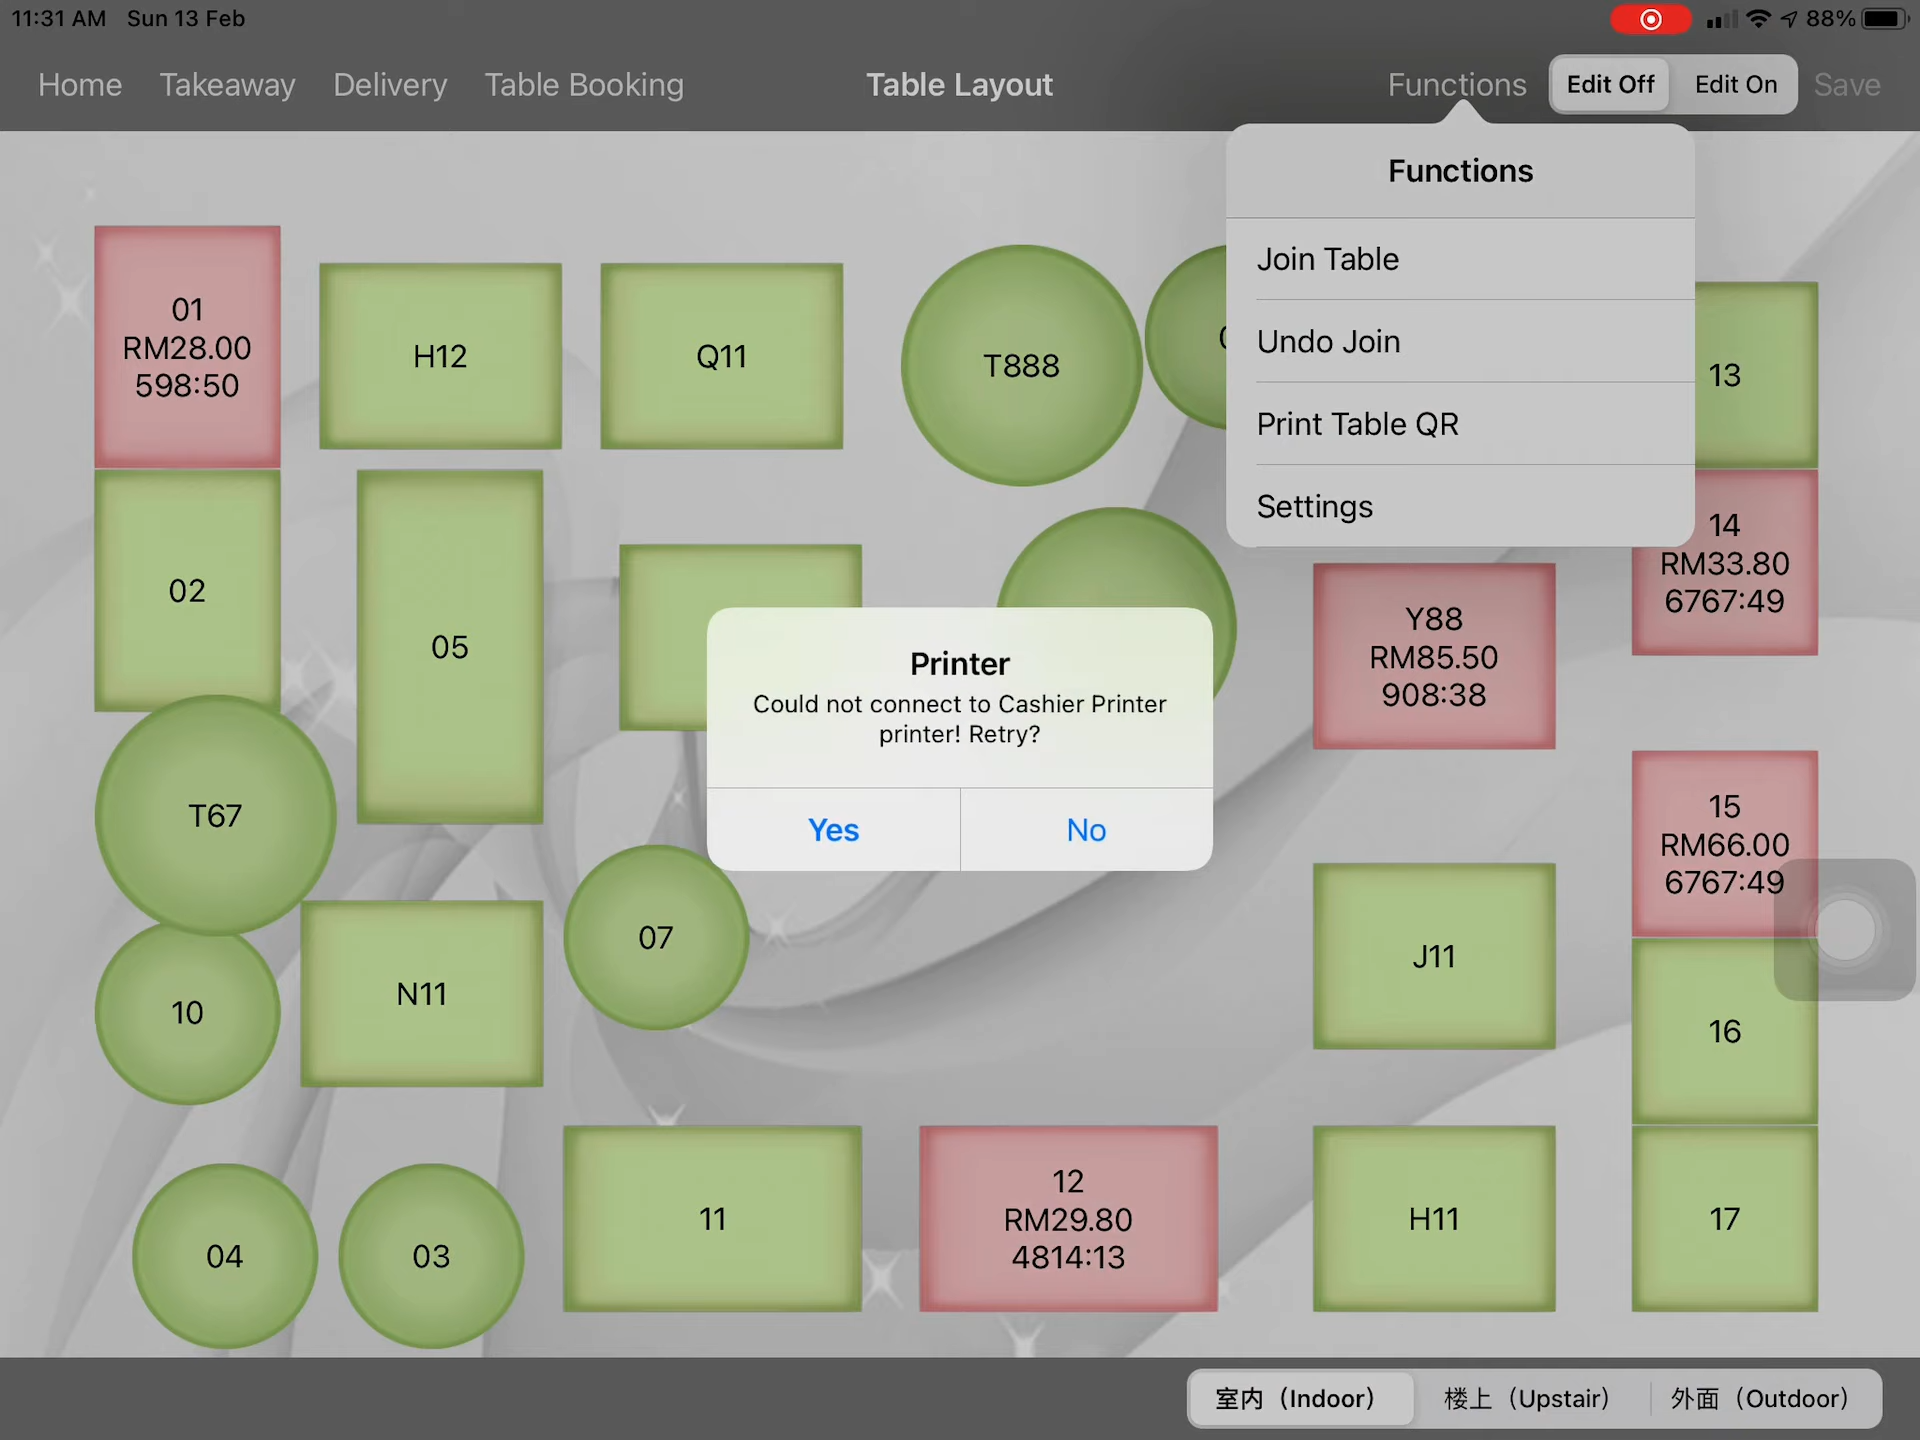 11:31 AM Sun 13 Feb
88%
Home Takeaway Delivery Table Booking
Table Layout
Functions Edit Off Edit On Save
Functions
Join Table
Undo Join
Print Table QR
Settings
01
RM28.00
598:50
H12
Q11
T888
13
02
05
14
RM33.80
6767:49
Y88
RM85.50
908:38
Printer
Could not connect to Cashier Printer
printer! Retry?
Yes No
T67
15
RM66.00
6767:49
07
10
N11
J11
16
04
03
11
12
RM29.80
4814:13
H11
17
室内（Indoor） 楼上（Upstair） 外面（Outdoor）